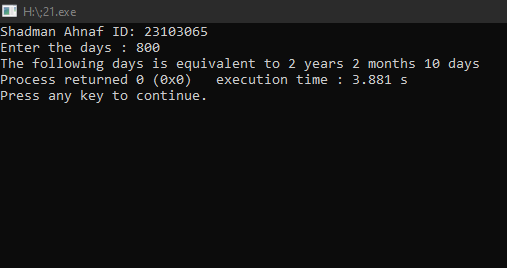 H:\;21.exe
Shadman Ahnaf ID: 23103065
Enter the days : 800
The following days is equivalent to 2 years 2 months 10 days
Process returned 0 (0x0)   execution time : 3.881 s
Press any key to continue.